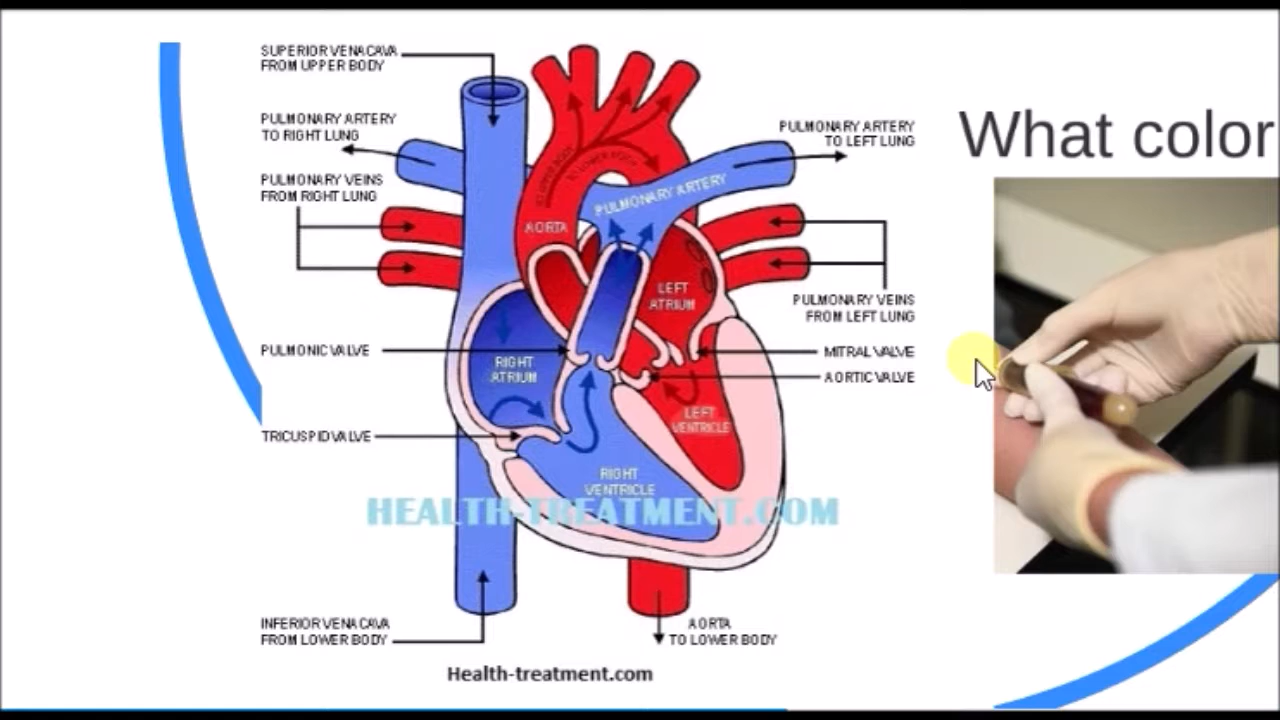 SUPERIOR VENA CAVA
FROM UPPER BODY
PULMONARY ARTERY
TO RIGHT LUNG
PULMONARY VEINS
FROM RIGHT LUNG
PULMONIC VALVE
TRICUSPID VALVE
INFERIOR VENA CAVA
FROM LOWER BODY
TO LOWER BODY
AORTA
PULMONARY ARTERY
LEFT
ATRIUM
RIGHT
ATRIUM
LEFT
VENTRICLE
RIGHT
VENTRICLE
HEALTH-TREATMENT.COM
PULMONARY ARTERY
TO LEFT LUNG
PULMONARY VEINS
FROM LEFT LUNG
MITRAL VALVE
AORTIC VALVE
AORTA
TO LOWER BODY
Health-treatment.com
What color